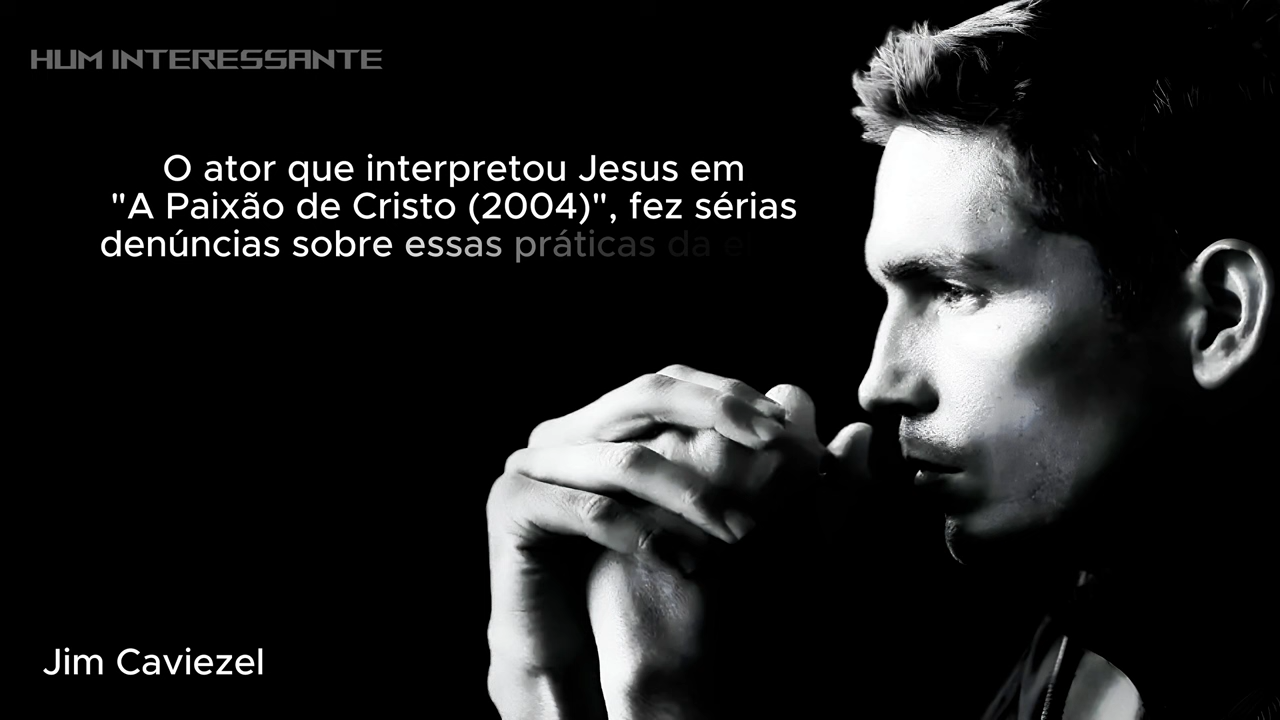 HUM INTERESSANTE
O ator que interpretou Jesus em
"A Paixão de Cristo (2004)", fez sérias
denúncias sobre essas práticas da
Jim Caviezel